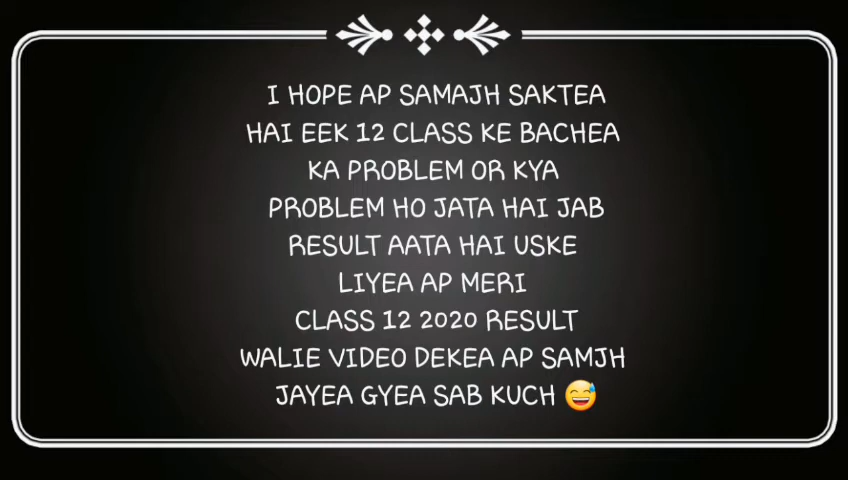 I HOPE AP SAMAJH SAKTEA
HAI EEK 12 CLASS KE BACHEA
KA PROBLEM OR KYA
PROBLEM HO JATA HAI JAB
RESULT AATA HAI USKE
LIYEA AP MERI
CLASS 12 2020 RESULT
WALIE VIDEO DEKEA AP SAMJH
JAYEA GYEA SAB KUCH 😅